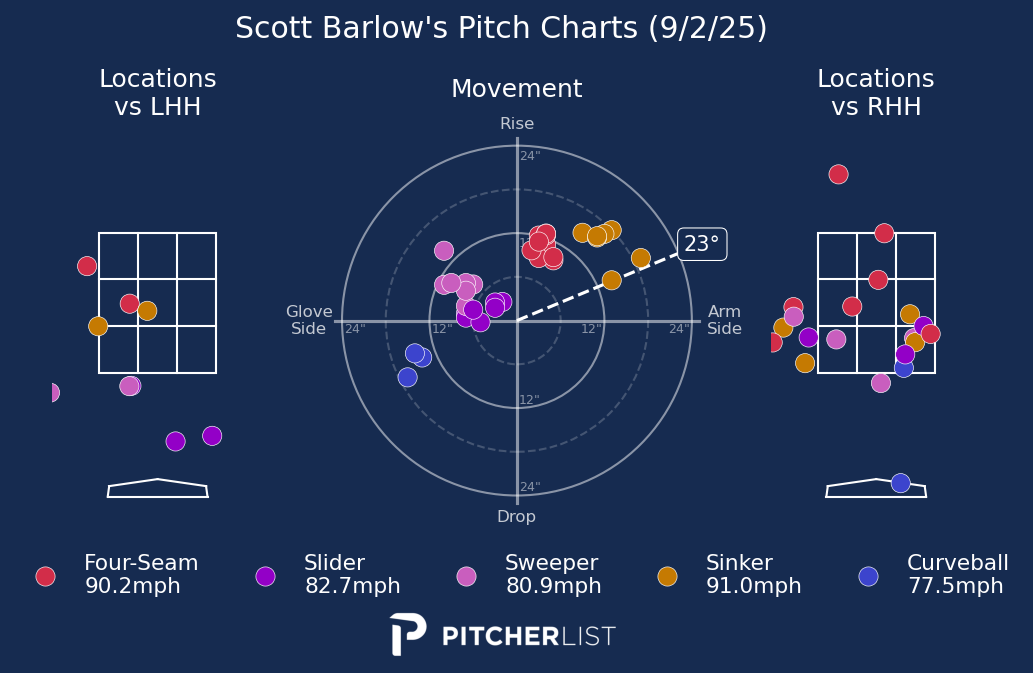 Scott Barlow's Pitch Charts (9/2/25)
Locations
vs LHH
Movement
Locations
vs RHH
Rise
24"
23°
Glove
Side
24"
12"
12"
24"
Arm
Side
12"
24"
Drop
Four-Seam
90.2mph
Slider
82.7mph
Sweeper
80.9mph
Sinker
91.0mph
Curveball
77.5mph
PITCHERLIST